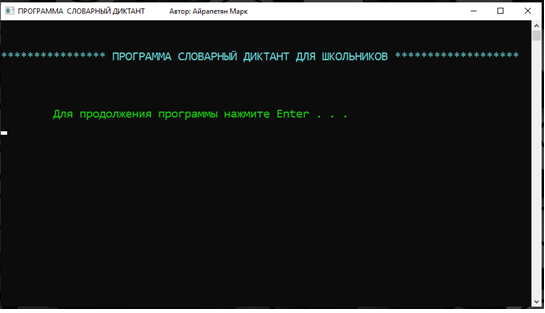 ПРОГРАММА СЛОВАРНЫЙ ДИКТАНТ Автор: Айрапетян Марк
**************** ПРОГРАММА СЛОВАРНЫЙ ДИКТАНТ ДЛЯ ШКОЛЬНИКОВ *******************
Для продолжения программы нажмите Enter . . .